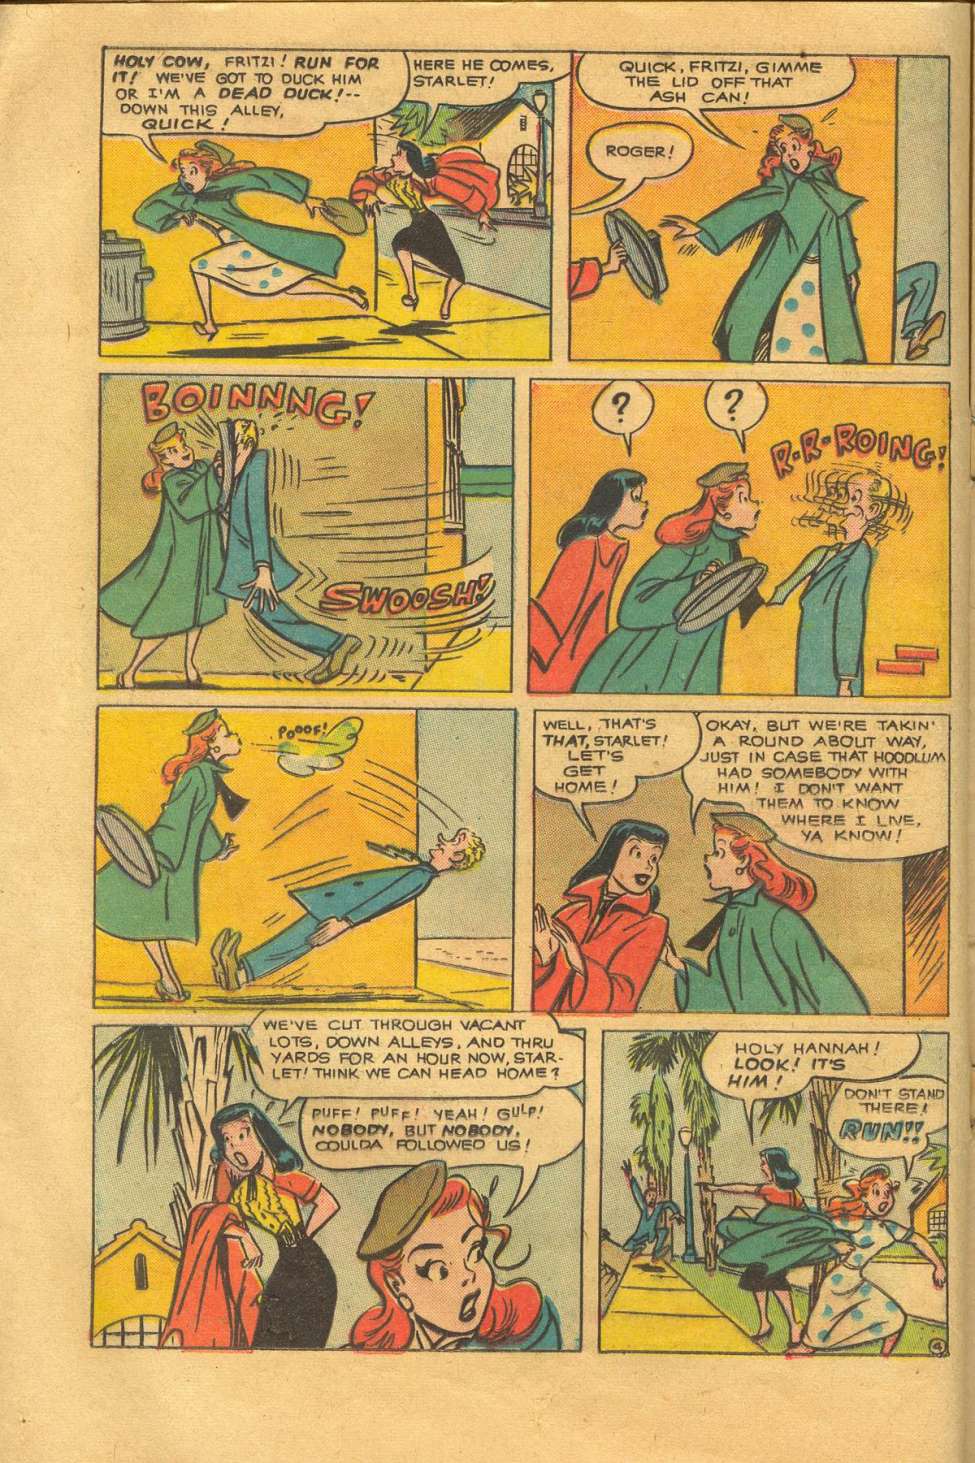 HOLY COW, FRITZI! RUN FOR
IT! WE'VE GOT TO DUCK HIM
OR I'M A DEAD DUCK!--
DOWN THIS ALLEY,
QUICK!
HERE HE COMES,
STARLET!
QUICK, FRITZI, GIMME
THE LID OFF THAT
ASH CAN!
ROGER!
BOINNNG!
SWOOSH!
?
?
R-R-ROING!
POOOF!
WELL, THAT'S
THAT, STARLET!
LET'S
GET
HOME!
OKAY, BUT WE'RE TAKIN'
A ROUND ABOUT WAY,
JUST IN CASE THAT HOODLUM
HAD SOMEBODY WITH
HIM! I DON'T WANT
THEM TO KNOW
WHERE I LIVE,
YA KNOW!
WE'VE CUT THROUGH VACANT
LOTS, DOWN ALLEYS, AND THRU
YARDS FOR AN HOUR NOW, STAR-
LET! THINK WE CAN HEAD HOME?
PUFF! PUFF! YEAH! GULP!
NOBODY, BUT NOBODY,
COULDA FOLLOWED US!
HOLY HANNAH!
LOOK! IT'S
HIM!
DON'T STAND
THERE!
RUN!!
4